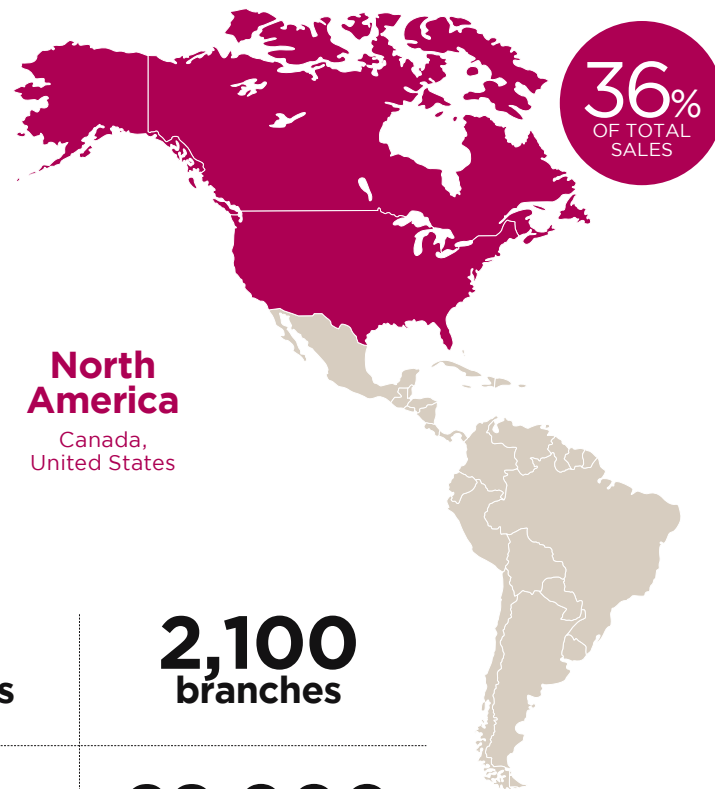 36%
OF TOTAL
SALES
North
America
Canada,
United States
2,100
branches